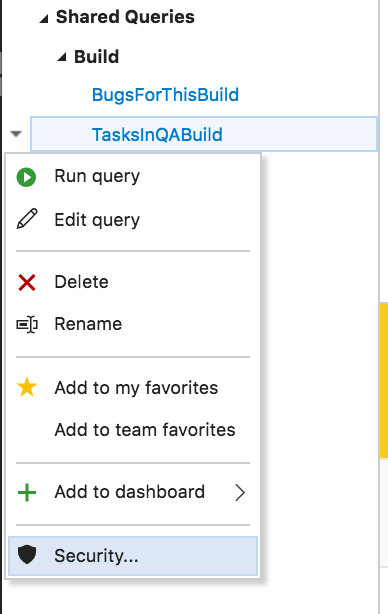 Shared Queries
Build
BugsForThisBuild
TasksInQABuild
Run query
Edit query
Delete
Rename
Add to my favorites
Add to team favorites
Add to dashboard
Security...